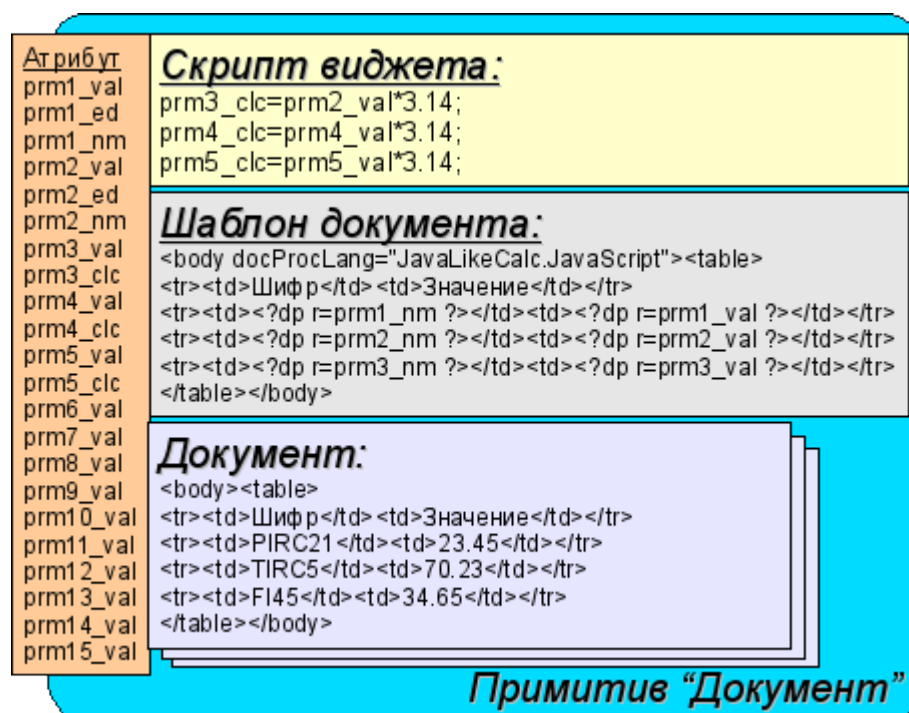 Атрибут
prm1_val
prm1_ed
prm1_nm
prm2_val
prm2_ed
prm2_nm
prm3_val
prm3_clc
prm4_val
prm4_clc
prm5_val
prm5_clc
prm6_val
prm7_val
prm8_val
prm9_val
prm10_val
prm11_val
prm12_val
prm13_val
prm14_val
prm15_val
Скрипт виджета:
prm3_clc=prm2_val*3.14;
prm4_clc=prm4_val*3.14;
prm5_clc=prm5_val*3.14;
Шаблон документа:
<body docProcLang="JavaLikeCalc.JavaScript"><table>
<tr><td>Шифр</td><td>Значение</td></tr>
<tr><td><?dp r=prm1_nm ?></td><td><?dp r=prm1_val ?></td></tr>
<tr><td><?dp r=prm2_nm ?></td><td><?dp r=prm2_val ?></td></tr>
<tr><td><?dp r=prm3_nm ?></td><td><?dp r=prm3_val ?></td></tr>
</table></body>
Документ:
<body><table>
<tr><td>Шифр</td><td>Значение</td></tr>
<tr><td>PIRC21</td><td>23.45</td></tr>
<tr><td>TIRC5</td><td>70.23</td></tr>
<tr><td>FI45</td><td>34.65</td></tr>
</table></body>
Примитив “Документ”